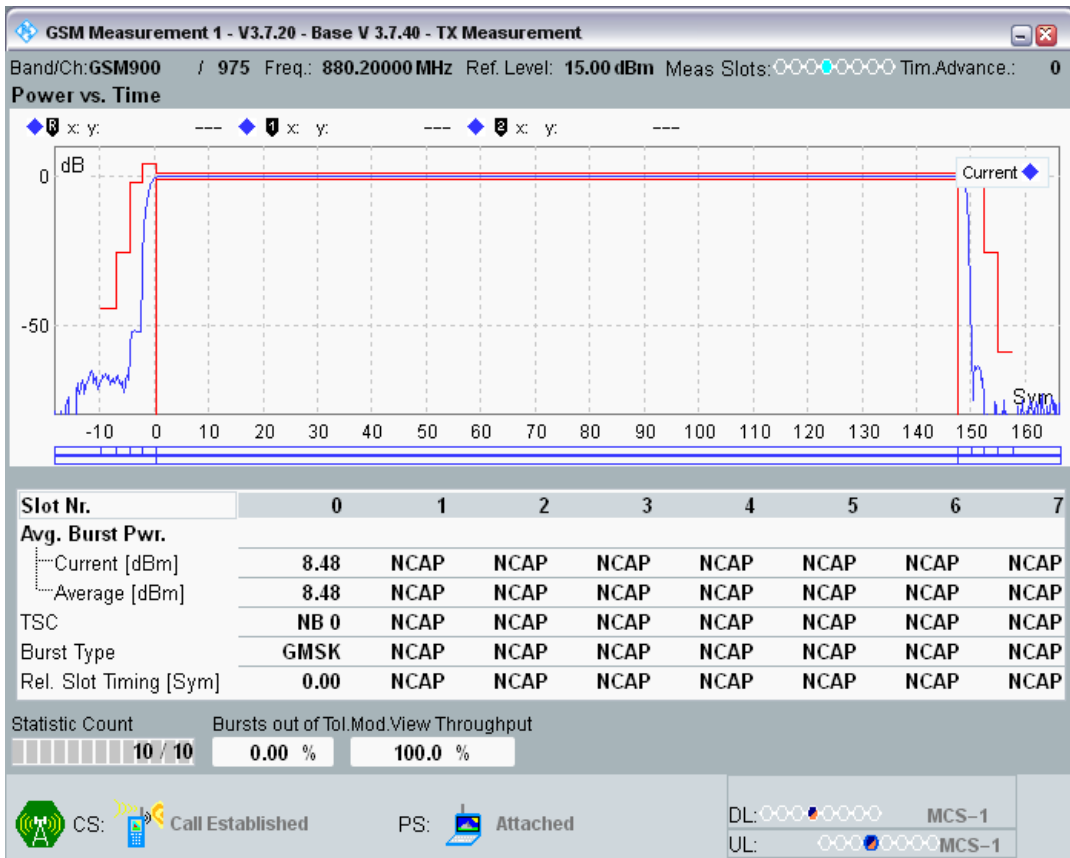 GSM Measurement 1 - V3.7.20 - Base V 3.7.40 - TX Measurement
Band/Ch:GSM900 / 975 Freq.: 880.20000 MHz Ref. Level: 15.00 dBm Meas Slots: Tim.Advance.: 0
Power vs. Time
R x: y: --- 1 x: y: --- 2 x: y: ---
dB
Current
0
-50
Sym
-10 0 10 20 30 40 50 60 70 80 90 100 110 120 130 140 150 160
Slot Nr. 0 1 2 3 4 5 6 7
Avg. Burst Pwr.
Current [dBm] 8.48 NCAP NCAP NCAP NCAP NCAP NCAP NCAP
Average [dBm] 8.48 NCAP NCAP NCAP NCAP NCAP NCAP NCAP
TSC NB 0 NCAP NCAP NCAP NCAP NCAP NCAP NCAP
Burst Type GMSK NCAP NCAP NCAP NCAP NCAP NCAP NCAP
Rel. Slot Timing [Sym] 0.00 NCAP NCAP NCAP NCAP NCAP NCAP NCAP
Statistic Count Bursts out of Tol.Mod.View Throughput
10 / 10 0.00 % 100.0 %
CS: Call Established PS: Attached
DL: MCS-1
UL: MCS-1